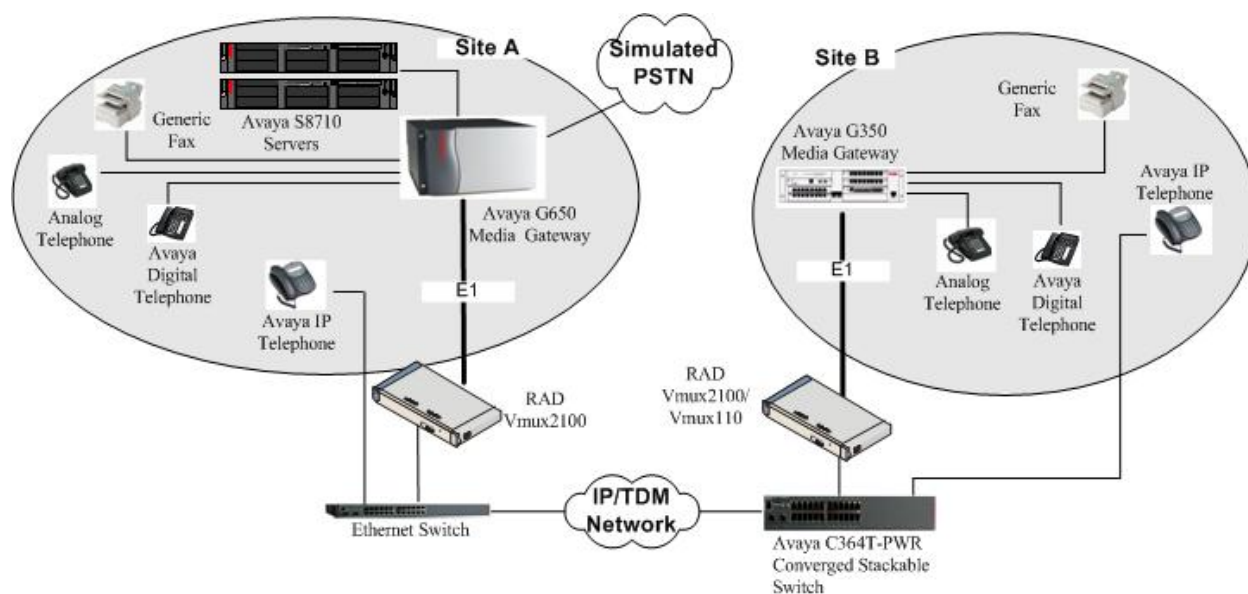 Site A
Simulated
PSTN
Site B
Generic
Fax
Avaya S8710
Servers
Analog
Telephone
Avaya
Digital
Telephone
Avaya G650
Media Gateway
E1
Avaya IP
Telephone
RAD
Vmux2100
Ethernet Switch
IP/TDM
Network
Generic
Fax
Avaya G350
Media Gateway
Avaya IP
Telephone
E1
Analog
Telephone
Avaya
Digital
Telephone
RAD
Vmux2100/
Vmux110
Avaya C364T-PWR
Converged Stackable
Switch